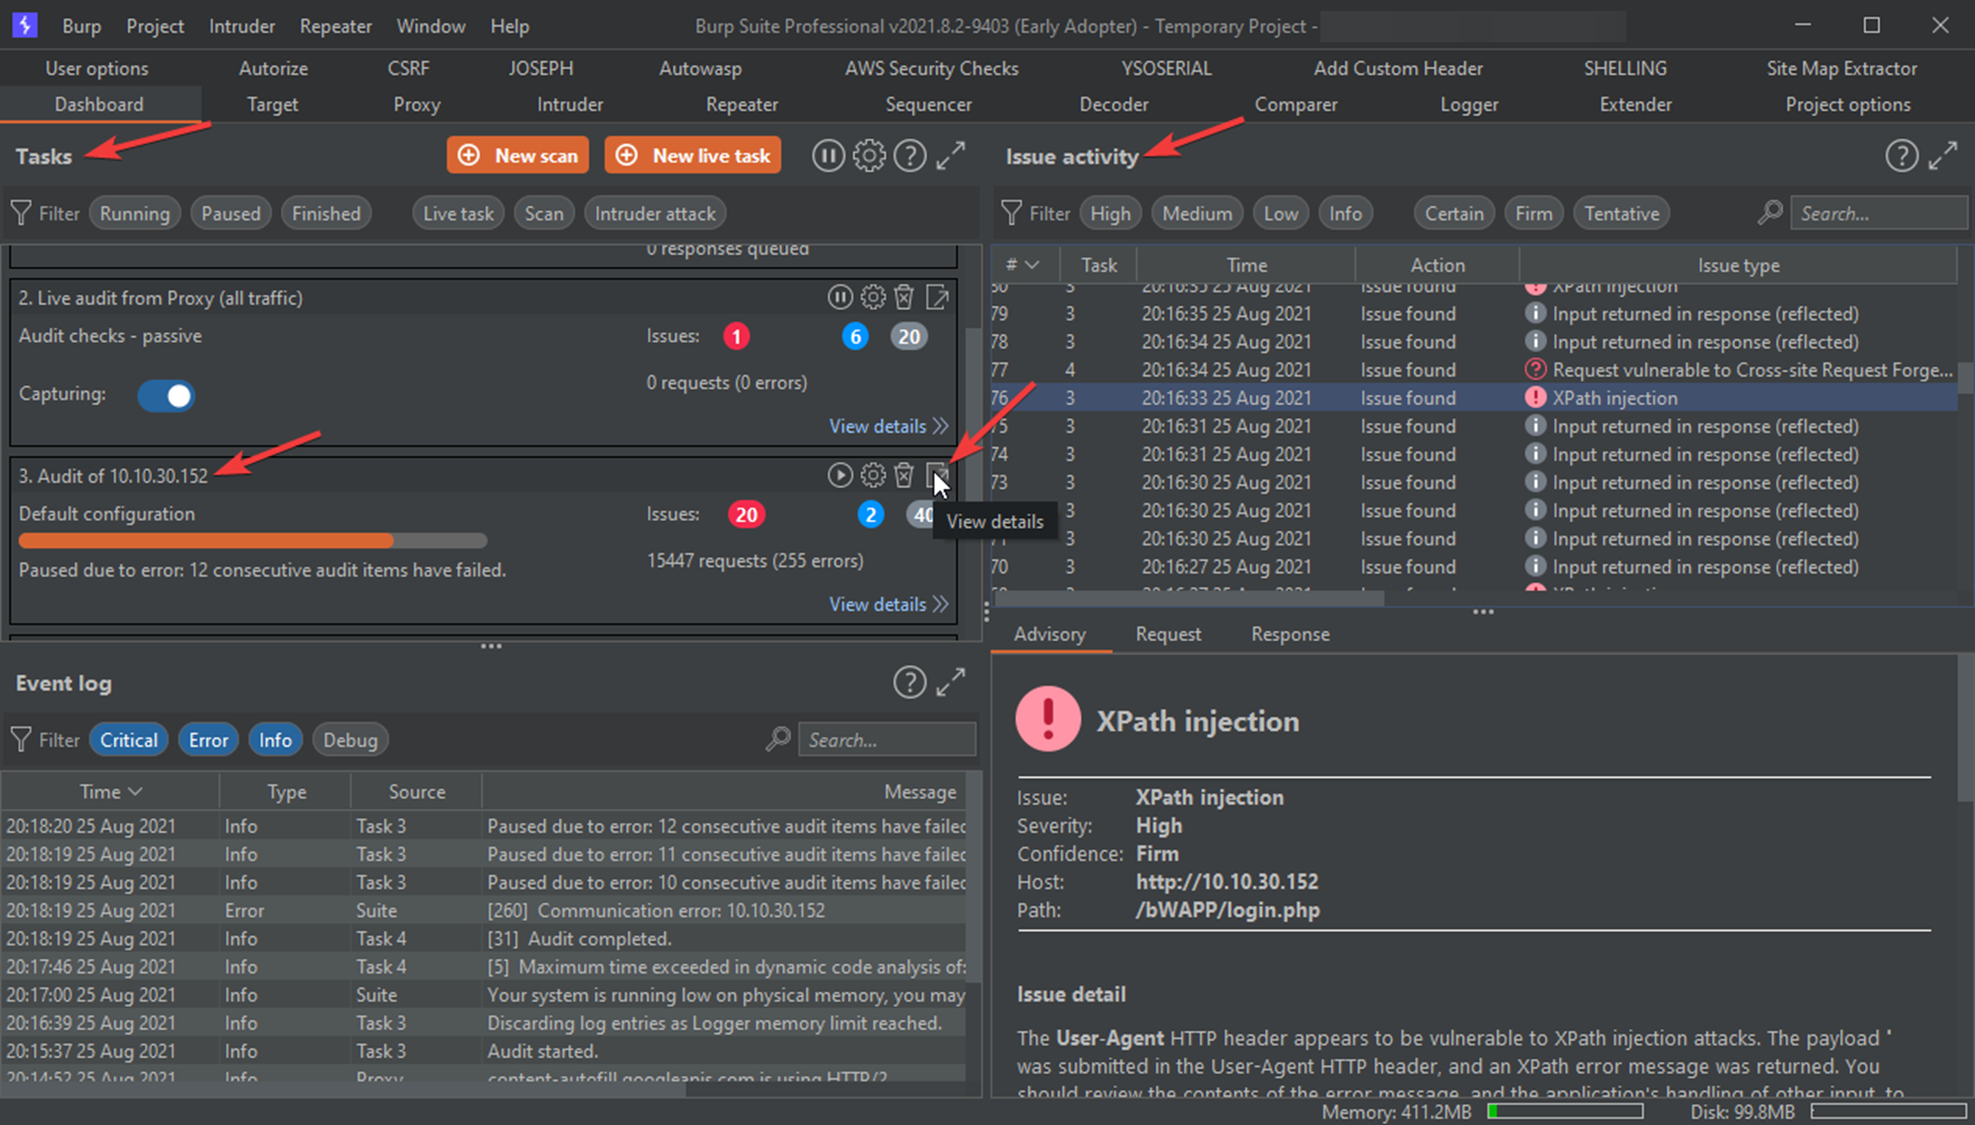 Burp Project Intruder Repeater Window Help
Burp Suite Professional v2021.8.2-9403 (Early Adopter) - Temporary Project -
User options Autorize CSRF JOSEPH Autowasp AWS Security Checks YSOSERIAL Add Custom Header SHELLING Site Map Extractor
Dashboard Target Proxy Intruder Repeater Sequencer Decoder Comparer Logger Extender Project options
Tasks
New scan
New live task
Filter Running Paused Finished Live task Scan Intruder attack
0 responses queued
2. Live audit from Proxy (all traffic)
Audit checks - passive
Issues: 1 6 20
0 requests (0 errors)
Capturing:
View details
3. Audit of 10.10.30.152
Default configuration
Issues: 20 2 40
View details
15447 requests (255 errors)
Paused due to error: 12 consecutive audit items have failed.
View details
Event log
Filter Critical Error Info Debug
Search...
Time Type Source Message
20:18:20 25 Aug 2021 Info Task 3 Paused due to error: 12 consecutive audit items have failed
20:18:19 25 Aug 2021 Info Task 3 Paused due to error: 11 consecutive audit items have failed
20:18:19 25 Aug 2021 Info Task 3 Paused due to error: 10 consecutive audit items have failed
20:18:19 25 Aug 2021 Error Suite [260] Communication error: 10.10.30.152
20:18:19 25 Aug 2021 Info Task 4 [31] Audit completed.
20:17:46 25 Aug 2021 Info Task 4 [5] Maximum time exceeded in dynamic code analysis of:
20:17:00 25 Aug 2021 Info Suite Your system is running low on physical memory, you may
20:16:39 25 Aug 2021 Info Task 3 Discarding log entries as Logger memory limit reached.
20:15:37 25 Aug 2021 Info Task 3 Audit started.
20:14:52 25 Aug 2021 Info Proxy content-autofill.googleapis.com is using HTTP/2
Issue activity
Filter High Medium Low Info Certain Firm Tentative
Search...
# Task Time Action Issue type
80 3 20:16:35 25 Aug 2021 Issue found XPath injection
79 3 20:16:35 25 Aug 2021 Issue found Input returned in response (reflected)
78 3 20:16:34 25 Aug 2021 Issue found Input returned in response (reflected)
77 4 20:16:34 25 Aug 2021 Issue found Request vulnerable to Cross-site Request Forge...
76 3 20:16:33 25 Aug 2021 Issue found XPath injection
75 3 20:16:31 25 Aug 2021 Issue found Input returned in response (reflected)
74 3 20:16:31 25 Aug 2021 Issue found Input returned in response (reflected)
73 3 20:16:30 25 Aug 2021 Issue found Input returned in response (reflected)
3 20:16:30 25 Aug 2021 Issue found Input returned in response (reflected)
71 3 20:16:30 25 Aug 2021 Issue found Input returned in response (reflected)
70 3 20:16:27 25 Aug 2021 Issue found Input returned in response (reflected)
Advisory Request Response
XPath injection
Issue: XPath injection
Severity: High
Confidence: Firm
Host: http://10.10.30.152
Path: /bWAPP/login.php
Issue detail
The User-Agent HTTP header appears to be vulnerable to XPath injection attacks. The payload '
was submitted in the User-Agent HTTP header, and an XPath error message was returned. You
should review the contents of the error message, and the application's handling of other input, to
Memory: 411.2MB
Disk: 99.8MB